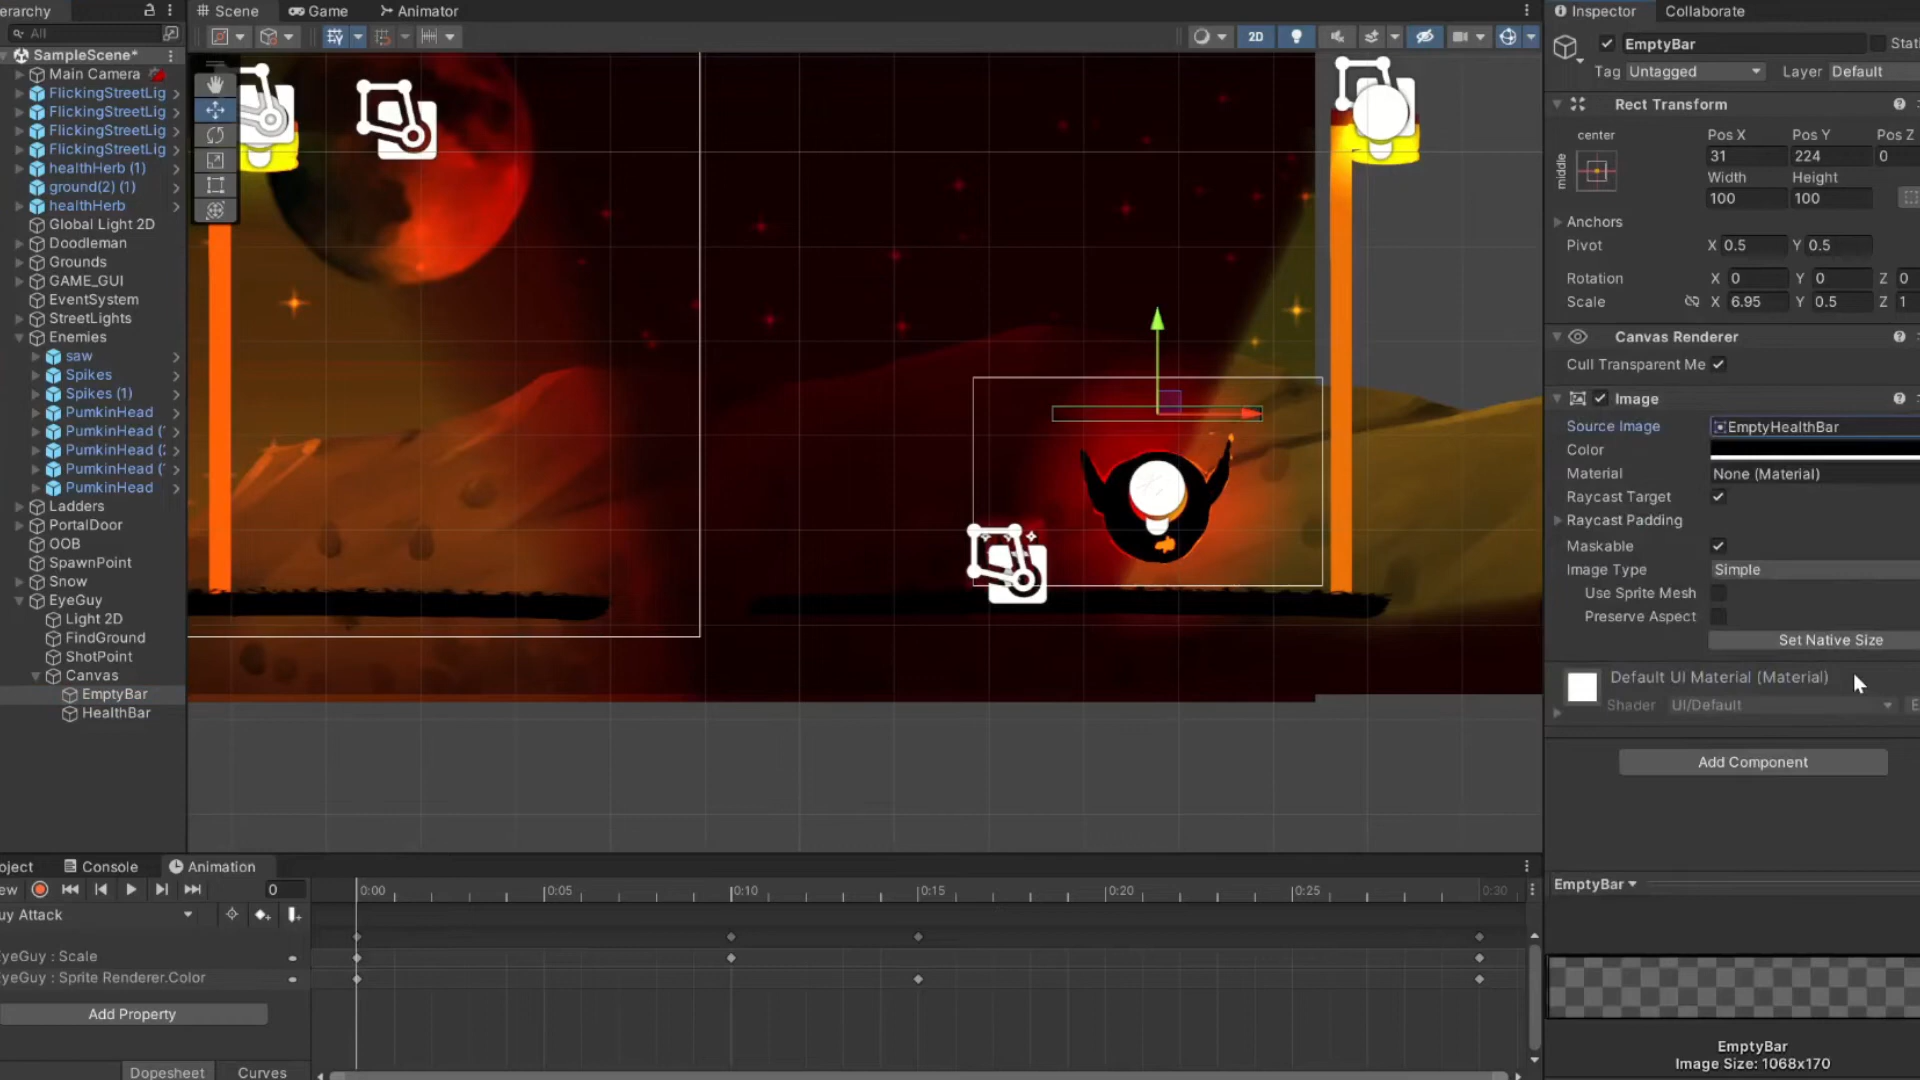 erarchy
All
SampleScene*
Main Camera
FlickingStreetLig
FlickingStreetLig
FlickingStreetLig
FlickingStreetLig
healthHerb (1)
ground(2) (1)
healthHerb
Global Light 2D
Doodleman
Grounds
GAME_GUI
EventSystem
StreetLights
Enemies
saw
Spikes
Spikes (1)
PumkinHead
PumkinHead (
PumkinHead (
PumkinHead (
PumkinHead
Ladders
PortalDoor
OOB
SpawnPoint
Snow
EyeGuy
Light 2D
FindGround
ShotPoint
Canvas
EmptyBar
HealthBar
Scene
Game
Animator
2D
Inspector
Collaborate
EmptyBar
Stati
Tag Untagged
Layer Default
Rect Transform
center
middle
Pos X Pos Y Pos Z
31 224 0
Width Height
100 100
Anchors
Pivot X 0.5 Y 0.5
Rotation X 0 Y 0 Z 0
Scale X 6.95 Y 0.5 Z 1
Canvas Renderer
Cull Transparent Me
Image
Source Image EmptyHealthBar
Color
Material None (Material)
Raycast Target
Raycast Padding
Maskable
Image Type Simple
Use Sprite Mesh
Preserve Aspect
Set Native Size
Default UI Material (Material)
Shader UI/Default E
Add Component
EmptyBar
EmptyBar
Image Size: 1068x170
oject
Console
Animation
ew
0
0:00 0:05 0:10 0:15 0:20 0:25 0:30
uy Attack
yeGuy : Scale
yeGuy : Sprite Renderer.Color
Add Property
Dopesheet
Curves